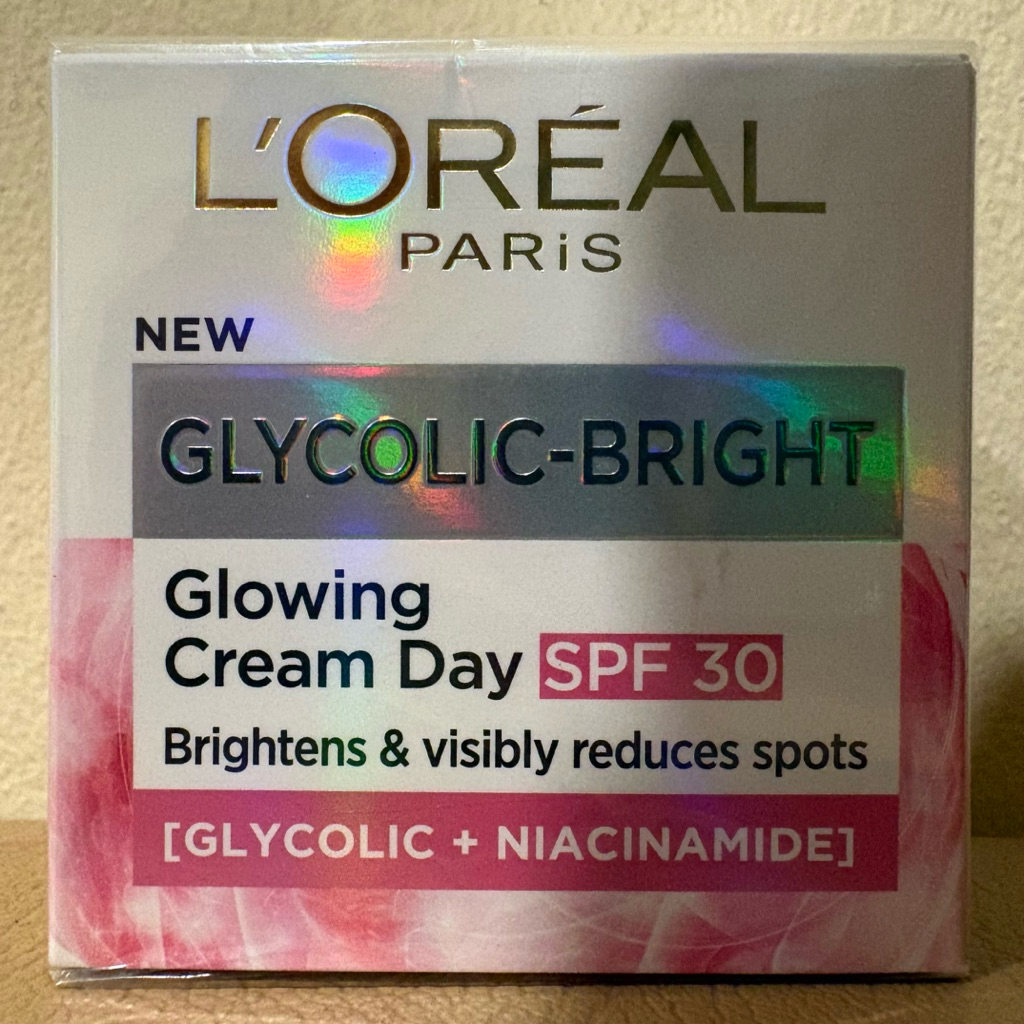 L'ORÉAL
PARiS
NEW
GLYCOLIC-BRIGHT
Glowing
Cream Day SPF 30
Brightens & visibly reduces spots
[GLYCOLIC + NIACINAMIDE]